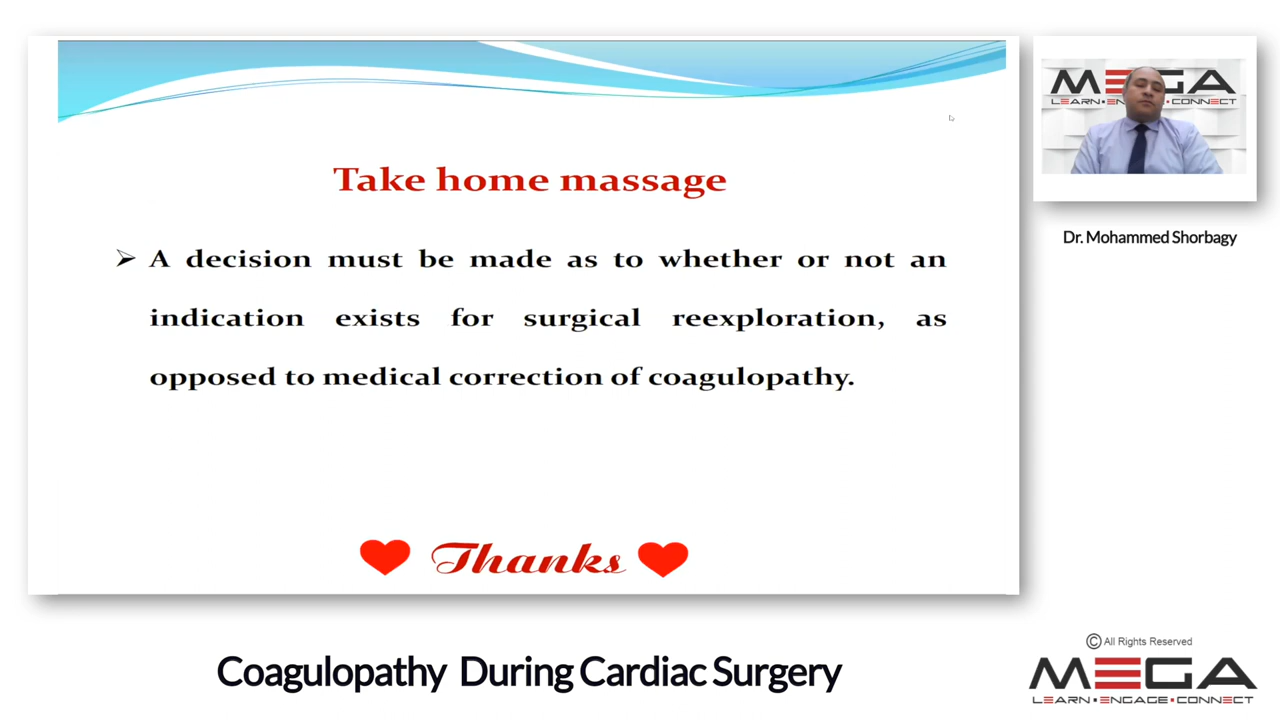 Take home massage
➢ A decision must be made as to whether or not an
indication exists for surgical reexploration, as
opposed to medical correction of coagulopathy.
Thanks
MEGA
LEARN▪ENGAGE▪CONNECT
Dr. Mohammed Shorbagy
Coagulopathy During Cardiac Surgery
© All Rights Reserved
MEGA
LEARN▪ENGAGE▪CONNECT